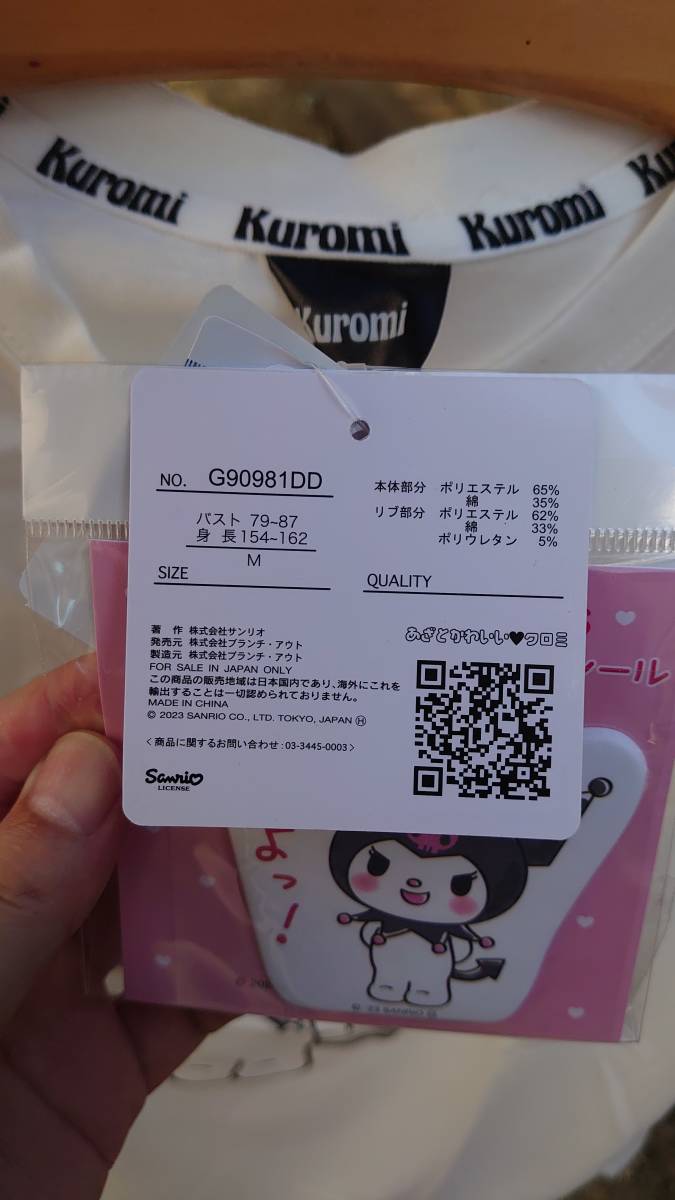 Kuromi
Kuromi
Kuromi
Kuromi
NO. G90981DD
バスト 79~87
身 長 154~162
M
SIZE
本体部分 ポリエステル 65%
綿 35%
リブ部分 ポリエステル 62%
綿 33%
ポリウレタン 5%
QUALITY
著 作 株式会社サンリオ
発売元 株式会社ブランチ・アウト
製造元 株式会社ブランチ・アウト
FOR SALE IN JAPAN ONLY
この商品の販売地域は日本国内であり、海外にこれを
輸出することは一切認められておりません。
MADE IN CHINA
© 2023 SANRIO CO., LTD. TOKYO, JAPAN Ⓗ
<商品に関するお問い合わせ:03-3445-0003>
Sanrio
LICENSE
あざとかわいい♥クロミ
シール
よっ!
© '23 SANRIO Ⓗ